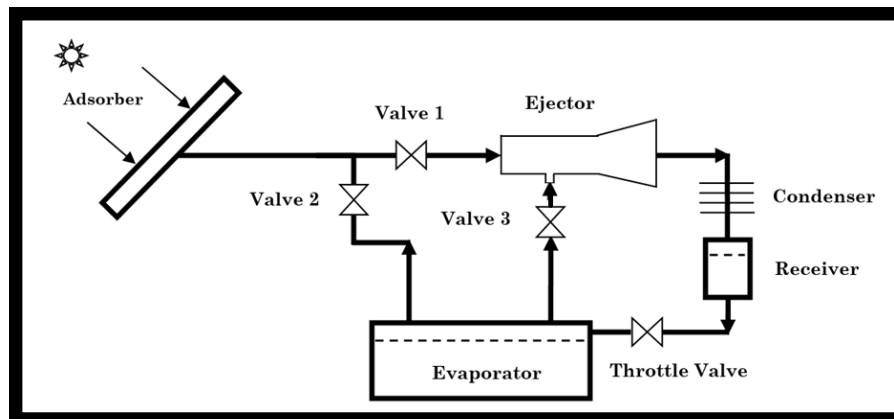 Adsorber
Valve 1
Ejector
Valve 2
Valve 3
Condenser
Receiver
Evaporator
Throttle Valve